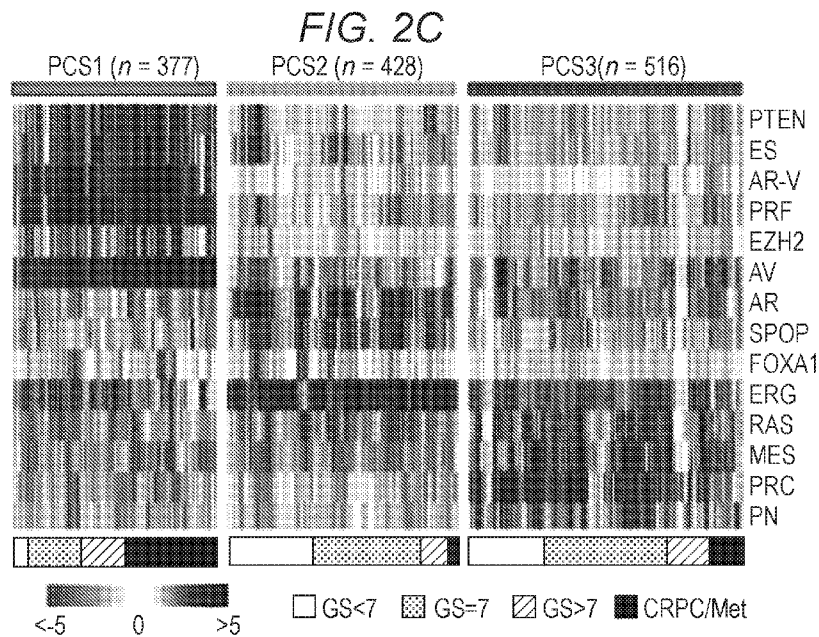 FIG. 2C
PCS1 (n = 377)
PCS2 (n = 428)
PCS3(n = 516)
PTEN
ES
AR-V
PRF
EZH2
AV
AR
SPOP
FOXA1
ERG
RAS
MES
PRC
PN
<-5 0 >5
GS<7 GS=7 GS>7 CRPC/Met